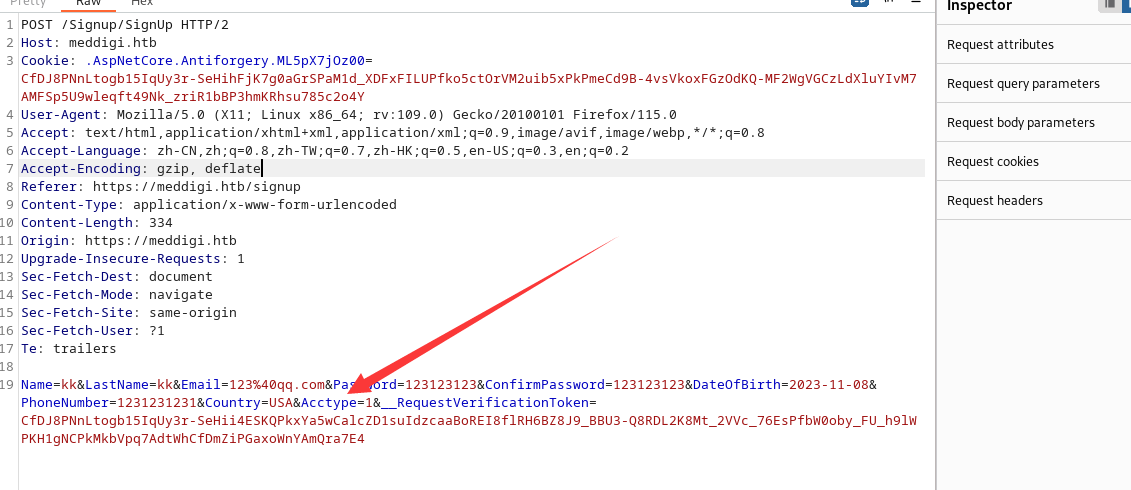 Pretty Raw Hex
Inspector
1 POST /Signup/SignUp HTTP/2
2 Host: meddigi.htb
3 Cookie: .AspNetCore.Antiforgery.ML5pX7jOz00=
CfDJ8PNnLtogb15IqUy3r-SeHihFjK7g0aGrSPaM1d_XDFxFILUPfko5ctOrVM2uib5xPkPmeCd9B-4vsVkoxFGzOdKQ-MF2WgVGCzLdXluYIvM7
AMFSp5U9wleqft49Nk_zriR1bBP3hmKRhsu785c2o4Y
4 User-Agent: Mozilla/5.0 (X11; Linux x86_64; rv:109.0) Gecko/20100101 Firefox/115.0
5 Accept: text/html,application/xhtml+xml,application/xml;q=0.9,image/avif,image/webp,*/*;q=0.8
6 Accept-Language: zh-CN,zh;q=0.8,zh-TW;q=0.7,zh-HK;q=0.5,en-US;q=0.3,en;q=0.2
7 Accept-Encoding: gzip, deflate
8 Referer: https://meddigi.htb/signup
9 Content-Type: application/x-www-form-urlencoded
10 Content-Length: 334
11 Origin: https://meddigi.htb
12 Upgrade-Insecure-Requests: 1
13 Sec-Fetch-Dest: document
14 Sec-Fetch-Mode: navigate
15 Sec-Fetch-Site: same-origin
16 Sec-Fetch-User: ?1
17 Te: trailers
18
19 Name=kk&LastName=kk&Email=123%40qq.com&Password=123123123&ConfirmPassword=123123123&DateOfBirth=2023-11-08&
PhoneNumber=1231231231&Country=USA&Acctype=1&__RequestVerificationToken=
CfDJ8PNnLtogb15IqUy3r-SeHii4ESKQPkxYa5wCalcZD1suIdzcaaBoREI8flRH6BZ8J9_BBU3-Q8RDL2K8Mt_2VVc_76EsPfbW0oby_FU_h9lW
PKH1gNCPkMkbVpq7AdtWhCfDmZiPGaxoWnYAmQra7E4
Request attributes
Request query parameters
Request body parameters
Request cookies
Request headers